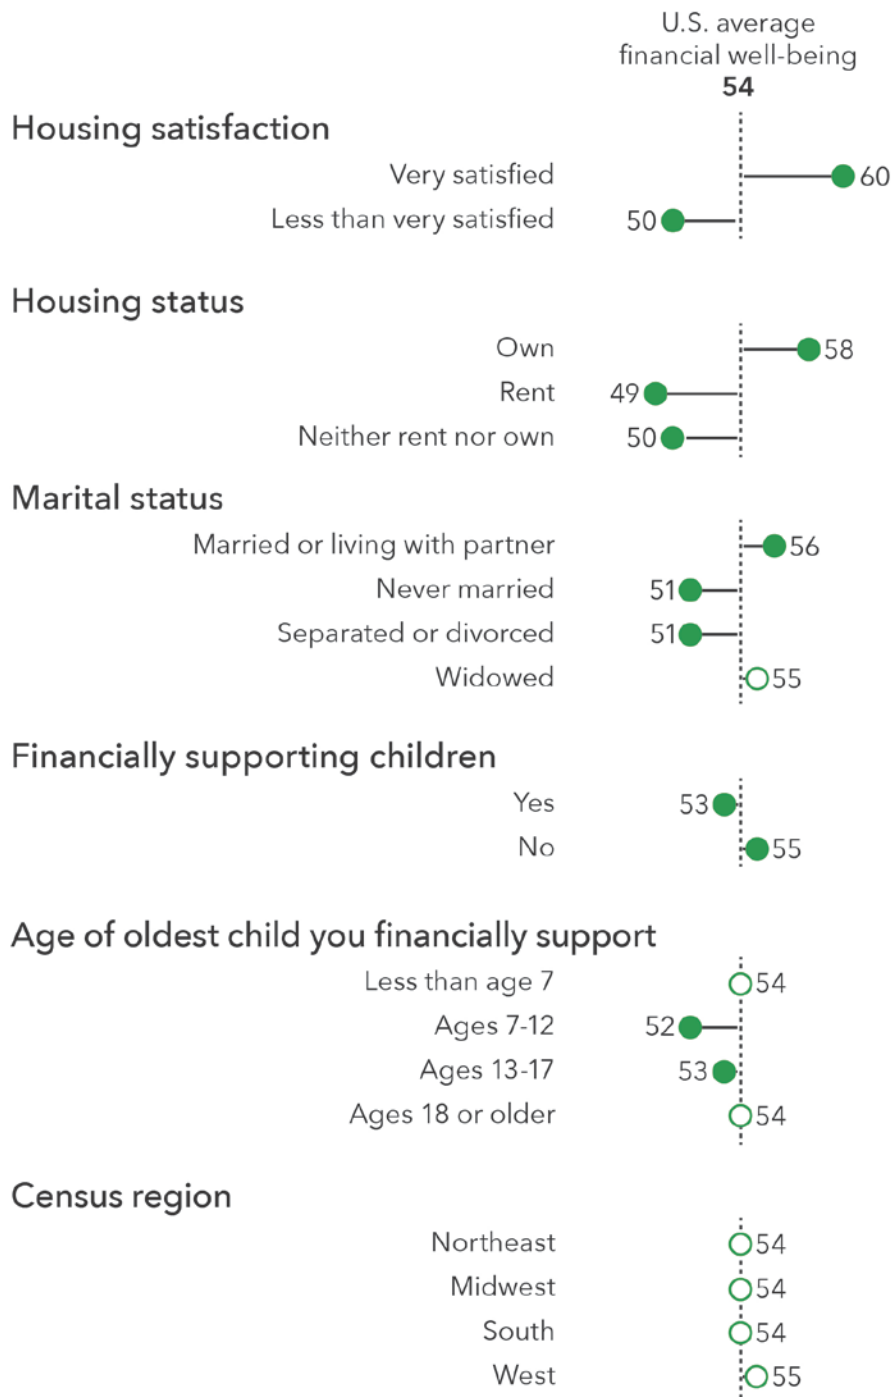 U.S. average
financial well-being
54
Housing satisfaction
Very satisfied 60
Less than very satisfied 50
Housing status
Own 58
Rent 49
Neither rent nor own 50
Marital status
Married or living with partner 56
Never married 51
Separated or divorced 51
Widowed 55
Financially supporting children
Yes 53
No 55
Age of oldest child you financially support
Less than age 7 54
Ages 7-12 52
Ages 13-17 53
Ages 18 or older 54
Census region
Northeast 54
Midwest 54
South 54
West 55